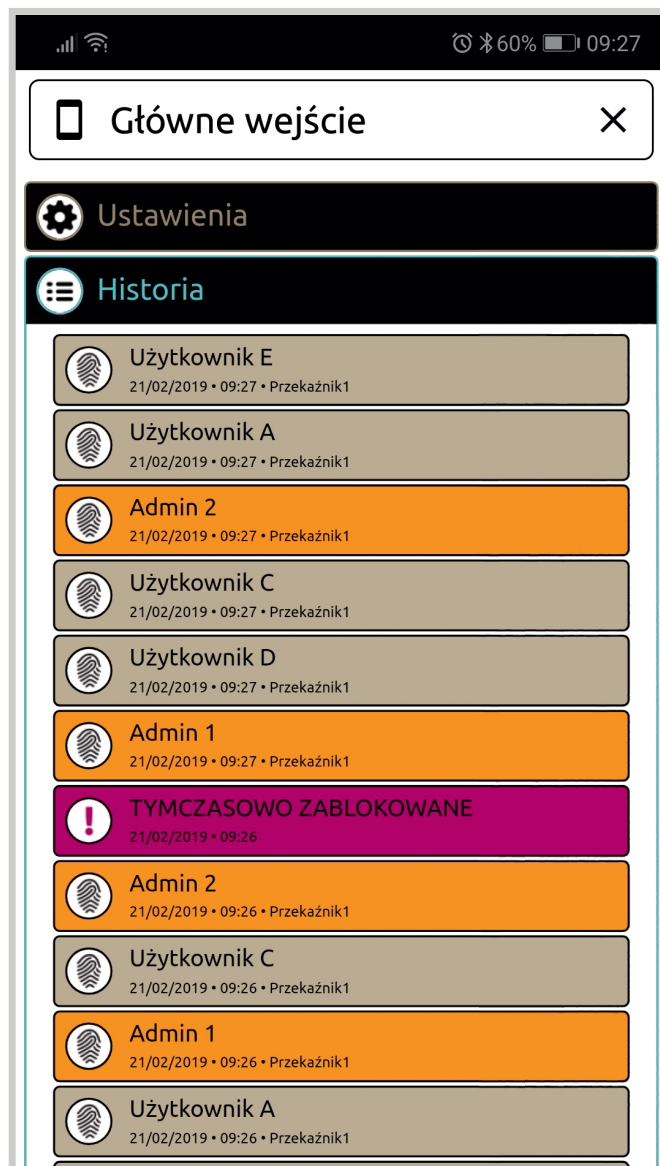 60% 09:27
Główne wejście
Ustawienia
Historia
Użytkownik E
21/02/2019 • 09:27 • Przekaźnik1
Użytkownik A
21/02/2019 • 09:27 • Przekaźnik1
Admin 2
21/02/2019 • 09:27 • Przekaźnik1
Użytkownik C
21/02/2019 • 09:27 • Przekaźnik1
Użytkownik D
21/02/2019 • 09:27 • Przekaźnik1
Admin 1
21/02/2019 • 09:27 • Przekaźnik1
TYMCZASOWO ZABLOKOWANE
21/02/2019 • 09:26
Admin 2
21/02/2019 • 09:26 • Przekaźnik1
Użytkownik C
21/02/2019 • 09:26 • Przekaźnik1
Admin 1
21/02/2019 • 09:26 • Przekaźnik1
Użytkownik A
21/02/2019 • 09:26 • Przekaźnik1